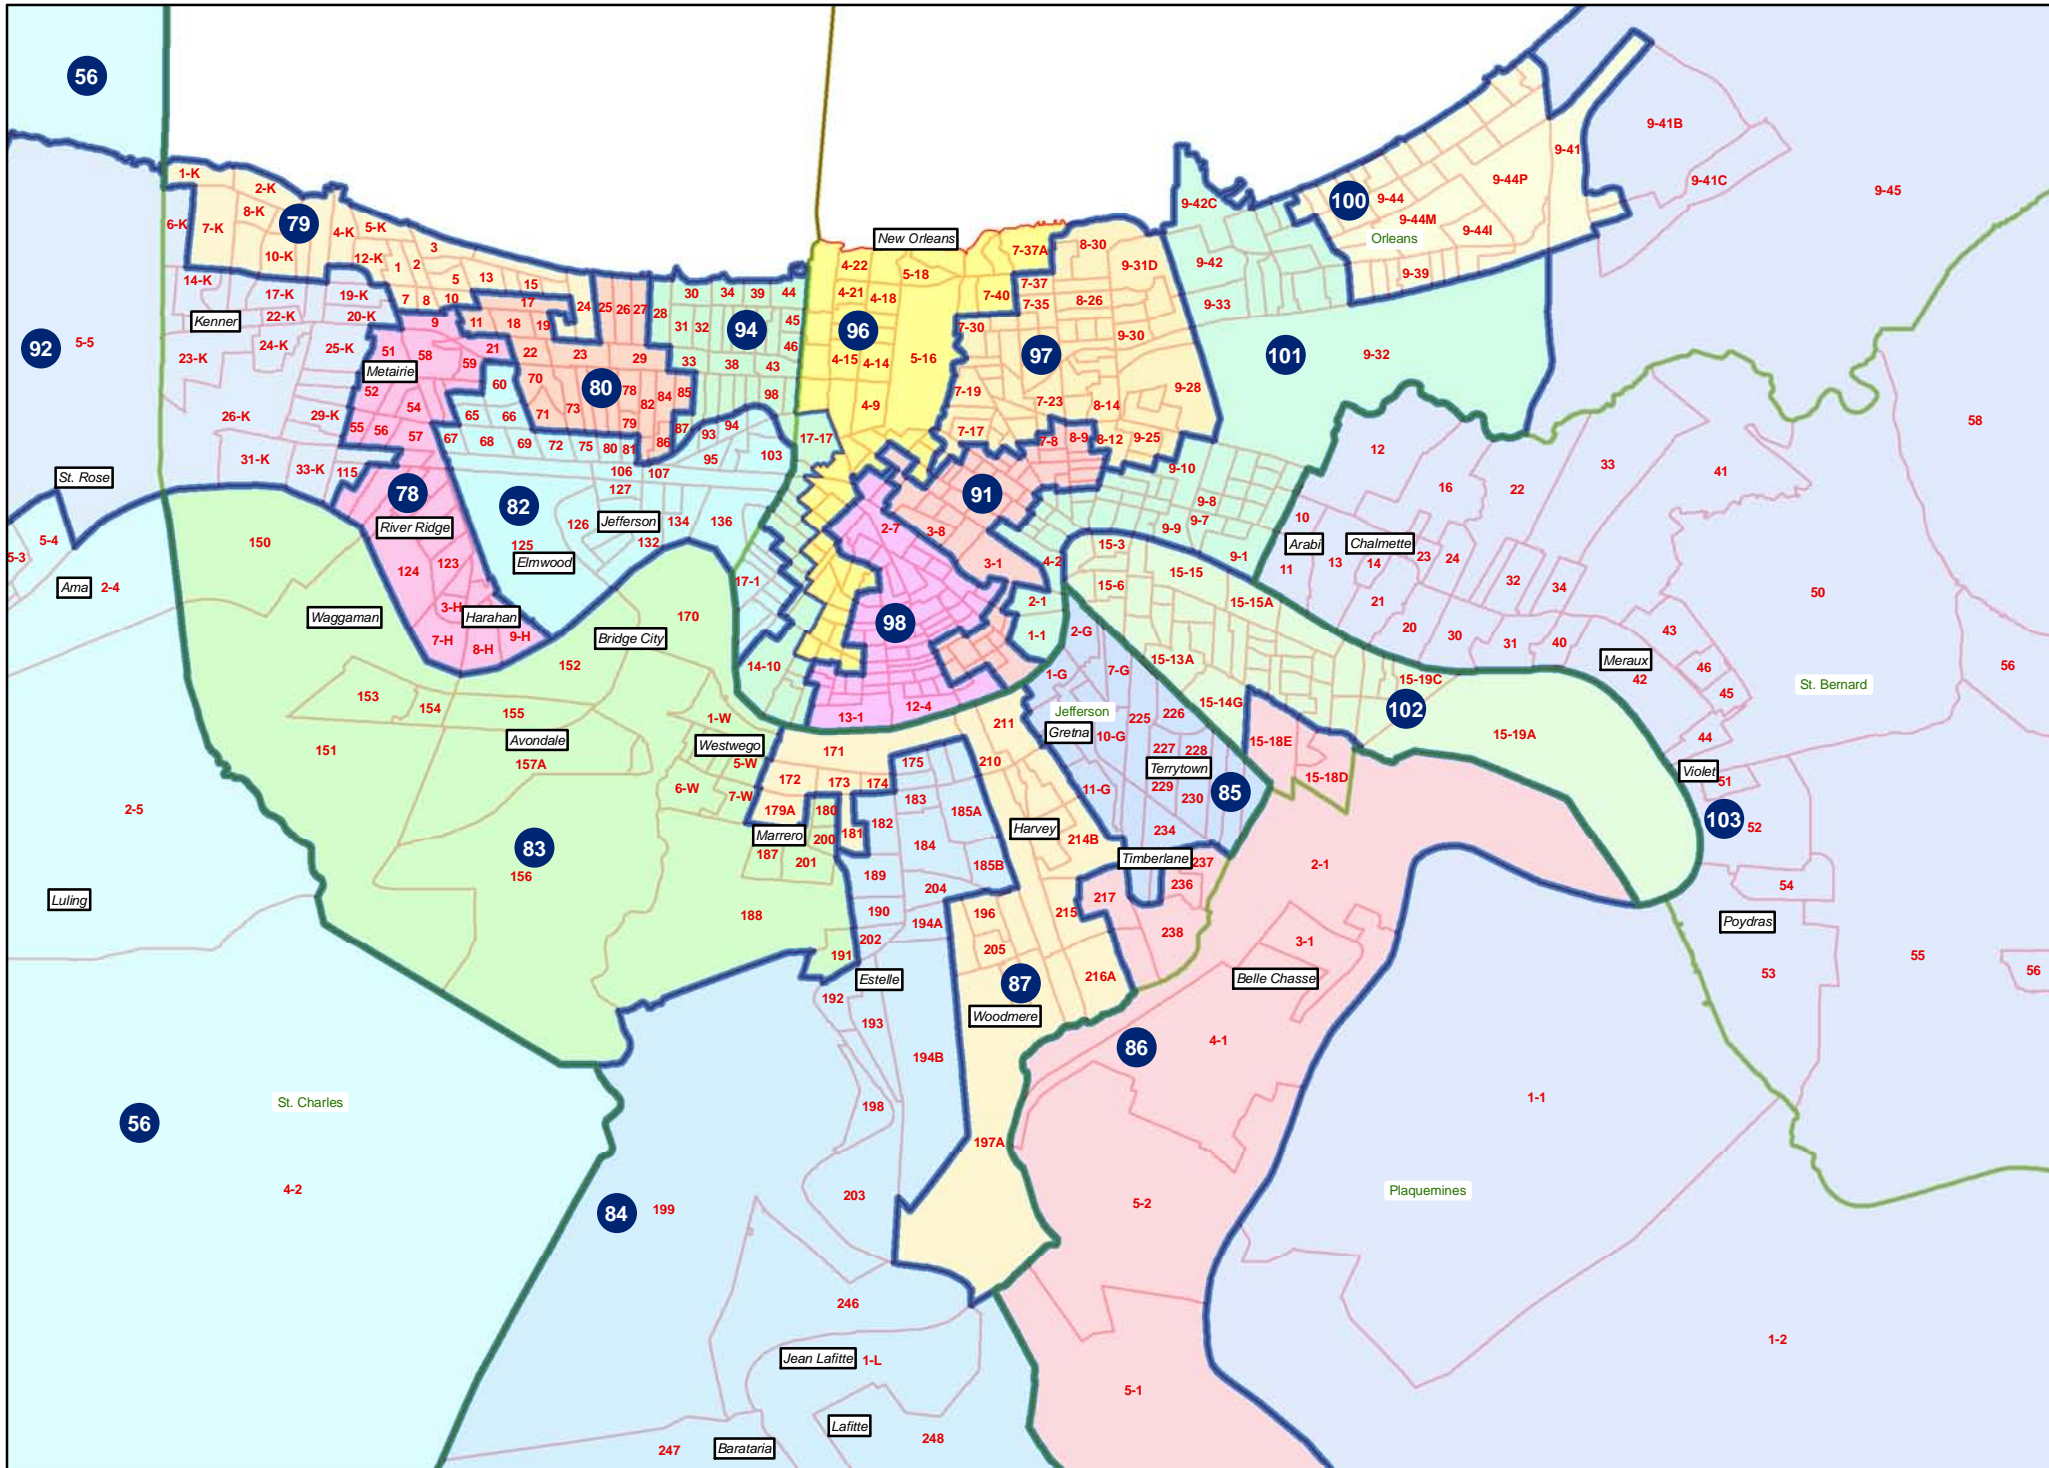 56
9-41B
9-41
9-41C
9-44P
9-45
1-K
2-K
9-42C
100
9-44
9-44M
9-44I
Orleans
6-K
7-K
8-K
79
4-K
5-K
3
New Orleans
7-37A
8-30
10-K
12-K
1
2
4-22
5-18
9-31D
9-42
9-39
14-K
5
13
15
17-K
19-K
7
8
10
17
24
25
26
27
28
30
34
39
44
4-21
4-18
7-40
7-37
7-35
8-26
9-33
Kenner
22-K
20-K
9
11
18
19
31
32
94
45
96
7-30
9-30
92
5-5
23-K
24-K
25-K
51
58
21
22
23
29
33
38
43
46
4-15
4-14
5-16
97
101
9-32
Metairie
59
60
70
80
78
82
84
85
98
52
54
26-K
29-K
55
56
57
65
66
71
73
79
87
4-9
7-19
7-23
8-14
9-28
67
68
69
72
75
80
81
86
93
94
95
103
17-17
7-17
7-8
8-9
8-12
9-25
12
58
31-K
33-K
115
106
107
127
St. Rose
78
82
91
9-10
33
41
16
22
9-8
9-7
9-9
River Ridge
126
Jefferson
134
136
132
2-7
3-8
10
5-4
5-3
150
125
Elmwood
3-1
4-2
15-3
9-1
Arabi
Chalmette
23
24
11
13
14
Ama
2-4
124
123
17-1
15-6
15-15
32
34
50
3-H
Harahan
Waggaman
170
98
2-1
15-15A
21
7-H
8-H
9-H
Bridge City
1-1
2-G
20
30
31
40
43
152
14-10
1-G
7-G
15-13A
Meraux
46
42
45
56
St. Bernard
153
154
155
1-W
13-1
12-4
Jefferson
15-14G
15-19C
102
44
151
Avondale
157A
Westwego
211
Gretna
10-G
225
226
15-18E
15-19A
171
5-W
175
210
227
228
Terrytown
15-18D
Violet
51
2-5
6-W
7-W
172
173
174
11-G
229
230
85
179A
180
183
185A
103
52
Marrero
181
182
Harvey
214B
234
83
156
187
200
201
184
185B
Timberlane
237
2-1
189
204
236
54
Luling
188
190
194A
196
215
217
Poydras
202
205
238
3-1
191
Estelle
87
216A
Belle Chasse
53
55
56
192
193
Woodmere
86
4-1
194B
St. Charles
56
198
1-1
197A
4-2
203
5-2
Plaquemines
84
199
246
1-2
Jean Lafitte
1-L
5-1
Lafitte
247
Barataria
248